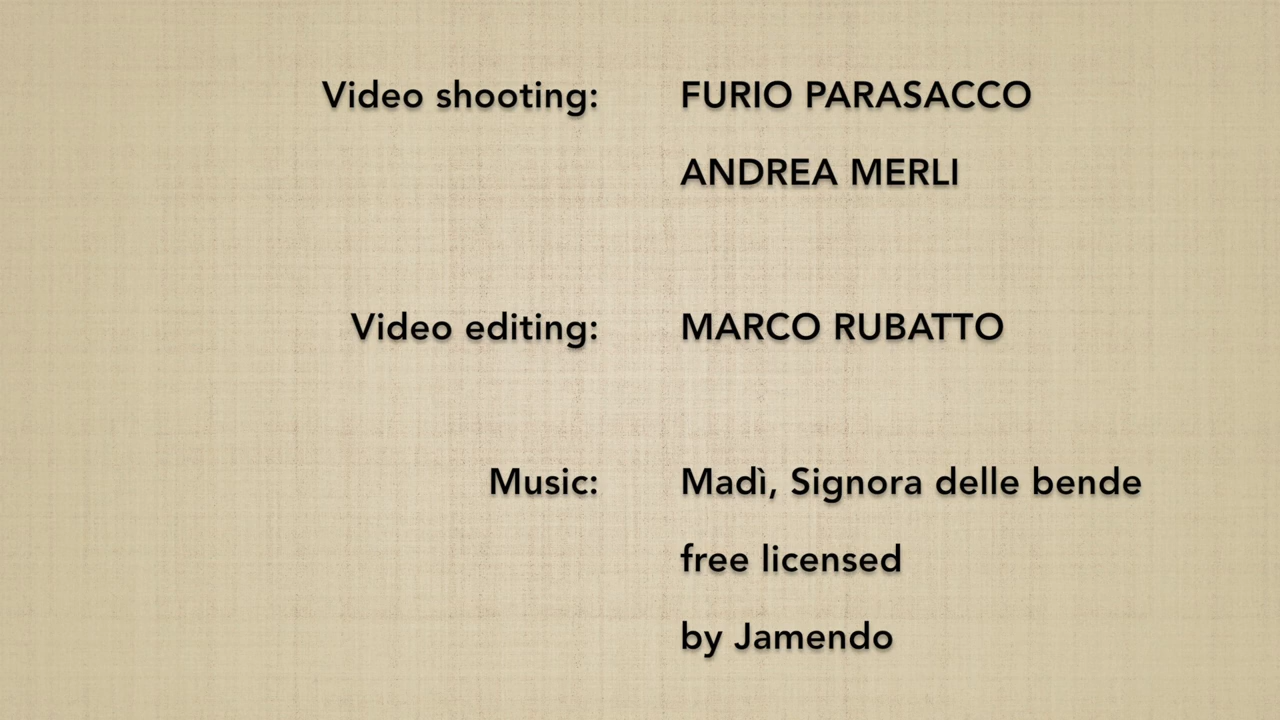 Video shooting: FURIO PARASACCO
ANDREA MERLI
Video editing: MARCO RUBATTO
Music: Madì, Signora delle bende
free licensed
by Jamendo